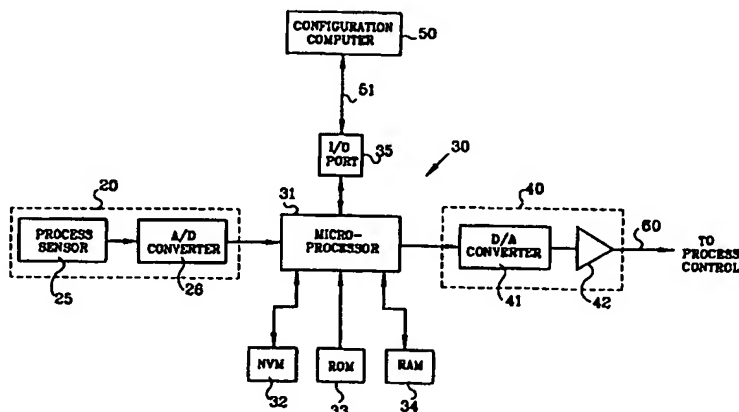 CONFIGURATION
COMPUTER
50
51
I/O
PORT
35
30
20
31
40
PROCESS
SENSOR
A/D
CONVERTER
MICRO-
PROCESSOR
D/A
CONVERTER
60
TO
PROCESS
CONTROL
25
26
41
42
NVM
ROM
RAM
32
33
34